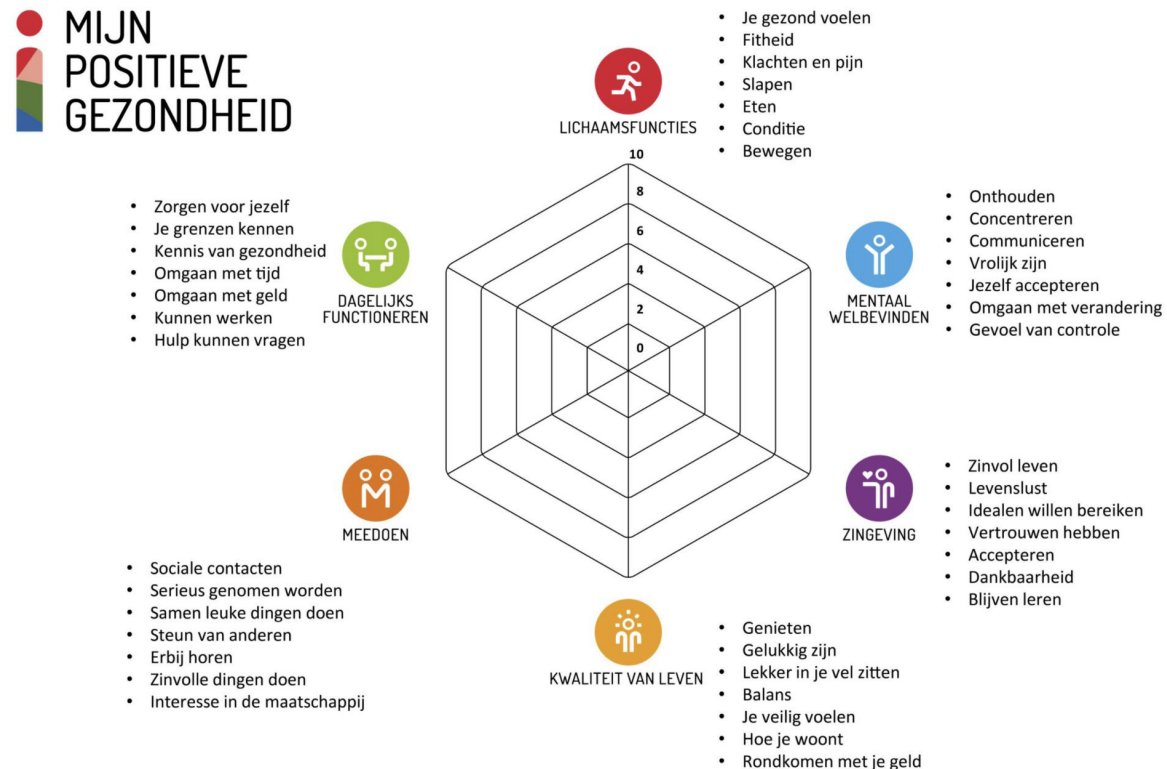 MIJN
POSITIEVE
GEZONDHEID
LICHAAMSFUNCTIES
• Je gezond voelen
• Fitheid
• Klachten en pijn
• Slapen
• Eten
• Conditie
• Bewegen
10
8
6
4
2
0
MENTAAL
WELBEVINDEN
• Onthouden
• Concentreren
• Communiceren
• Vrolijk zijn
• Jezelf accepteren
• Omgaan met verandering
• Gevoel van controle
ZINGEVING
• Zinvol leven
• Levenslust
• Idealen willen bereiken
• Vertrouwen hebben
• Accepteren
• Dankbaarheid
• Blijven leren
KWALITEIT VAN LEVEN
• Genieten
• Gelukkig zijn
• Lekker in je vel zitten
• Balans
• Je veilig voelen
• Hoe je woont
• Rondkomen met je geld
MEEDOEN
• Sociale contacten
• Serieus genomen worden
• Samen leuke dingen doen
• Steun van anderen
• Erbij horen
• Zinvolle dingen doen
• Interesse in de maatschappij
DAGELIJKS
FUNCTIONEREN
• Zorgen voor jezelf
• Je grenzen kennen
• Kennis van gezondheid
• Omgaan met tijd
• Omgaan met geld
• Kunnen werken
• Hulp kunnen vragen